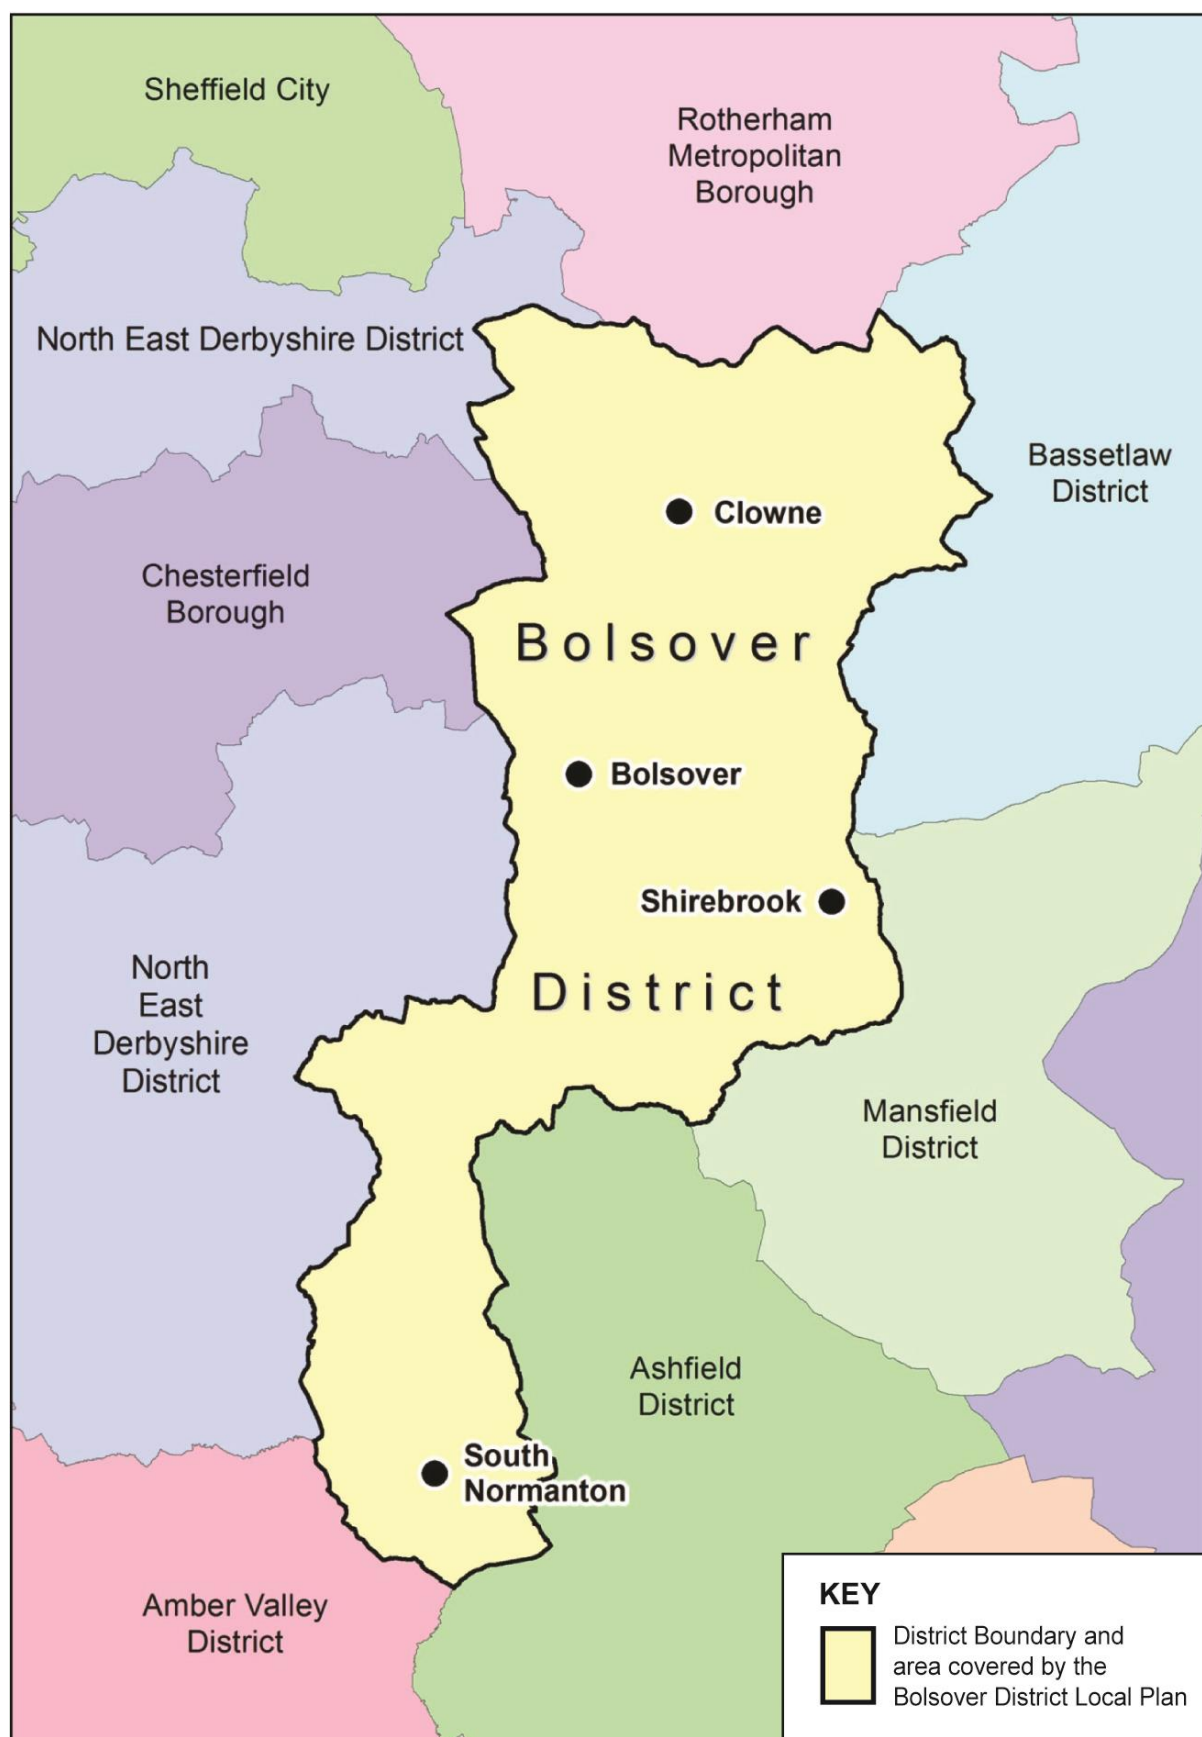 Sheffield City
Rotherham
Metropolitan
Borough
North East Derbyshire District
Bassetlaw
District
Clowne
Chesterfield
Borough
Bolsover
Bolsover
Shirebrook
North
East
Derbyshire
District
District
Mansfield
District
Ashfield
District
South
Normanton
Amber Valley
District
KEY
District Boundary and
area covered by the
Bolsover District Local Plan